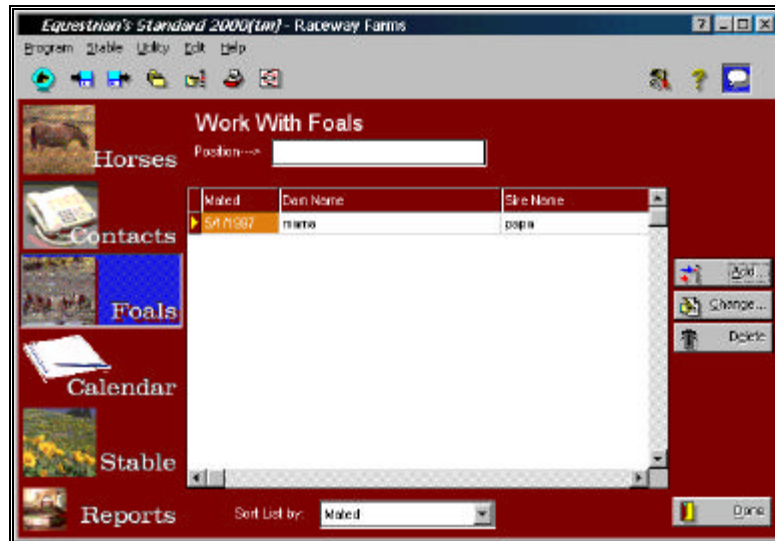 Equestrian's Standard 2000[tm] - Raceway Farms
Program Stable Utility Edit Help
Work With Foals
Position--->
Horses
Mated Dam Name Sire Name
5/1/1997 mama papa
Contacts
Add...
Foals
Change...
Delete
Calendar
Stable
Reports
Sort List by: Mated
Done